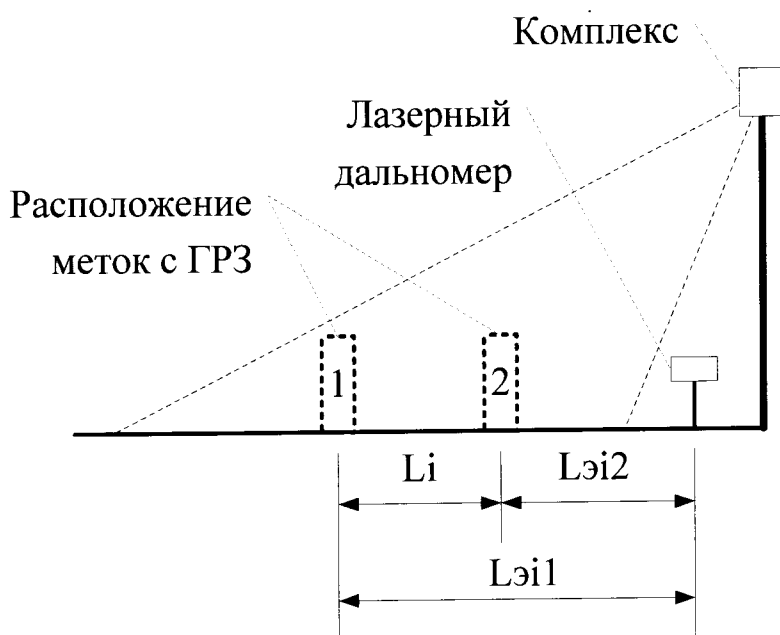 Комплекс
Лазерный
дальномер
Расположение
меток с ГРЗ
1
2
Li
Lэi2
Lэi1